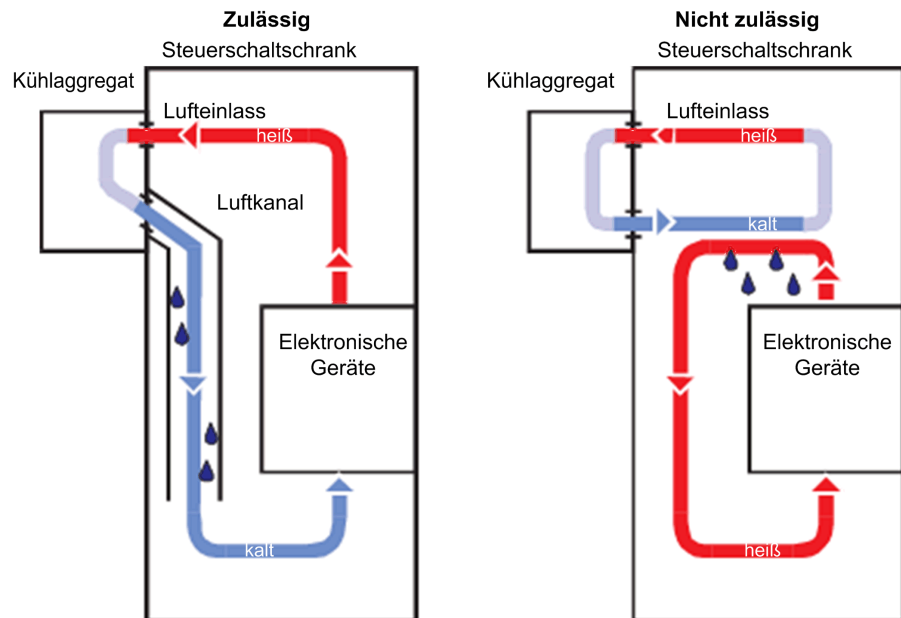 Zulässig
Steuerschaltschrank
Kühlaggregat
Lufteinlass
heiß
Luftkanal
Elektronische
Geräte
kalt
Nicht zulässig
Steuerschaltschrank
Kühlaggregat
Lufteinlass
heiß
kalt
Elektronische
Geräte
heiß